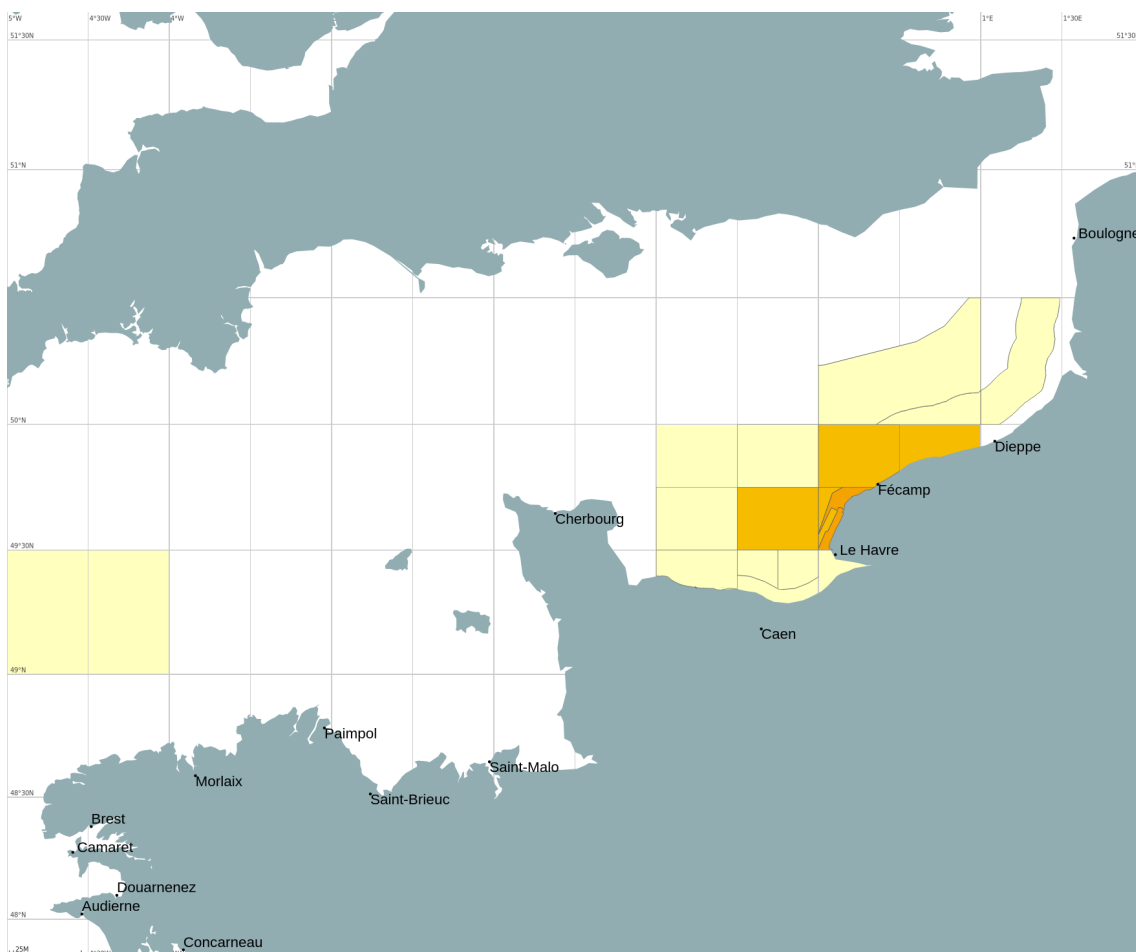 5°W 4°30W 4°W 1°E 1°30E
51°30N 51°30
51°N 51°
Boulogne
50°N
Dieppe
Fécamp
Cherbourg
49°30N
Le Havre
Caen
49°N
Paimpol
Saint-Malo
Morlaix
48°30N
Saint-Brieuc
Brest
Camaret
Douarnenez
Audierne
48°N
Concarneau
25M